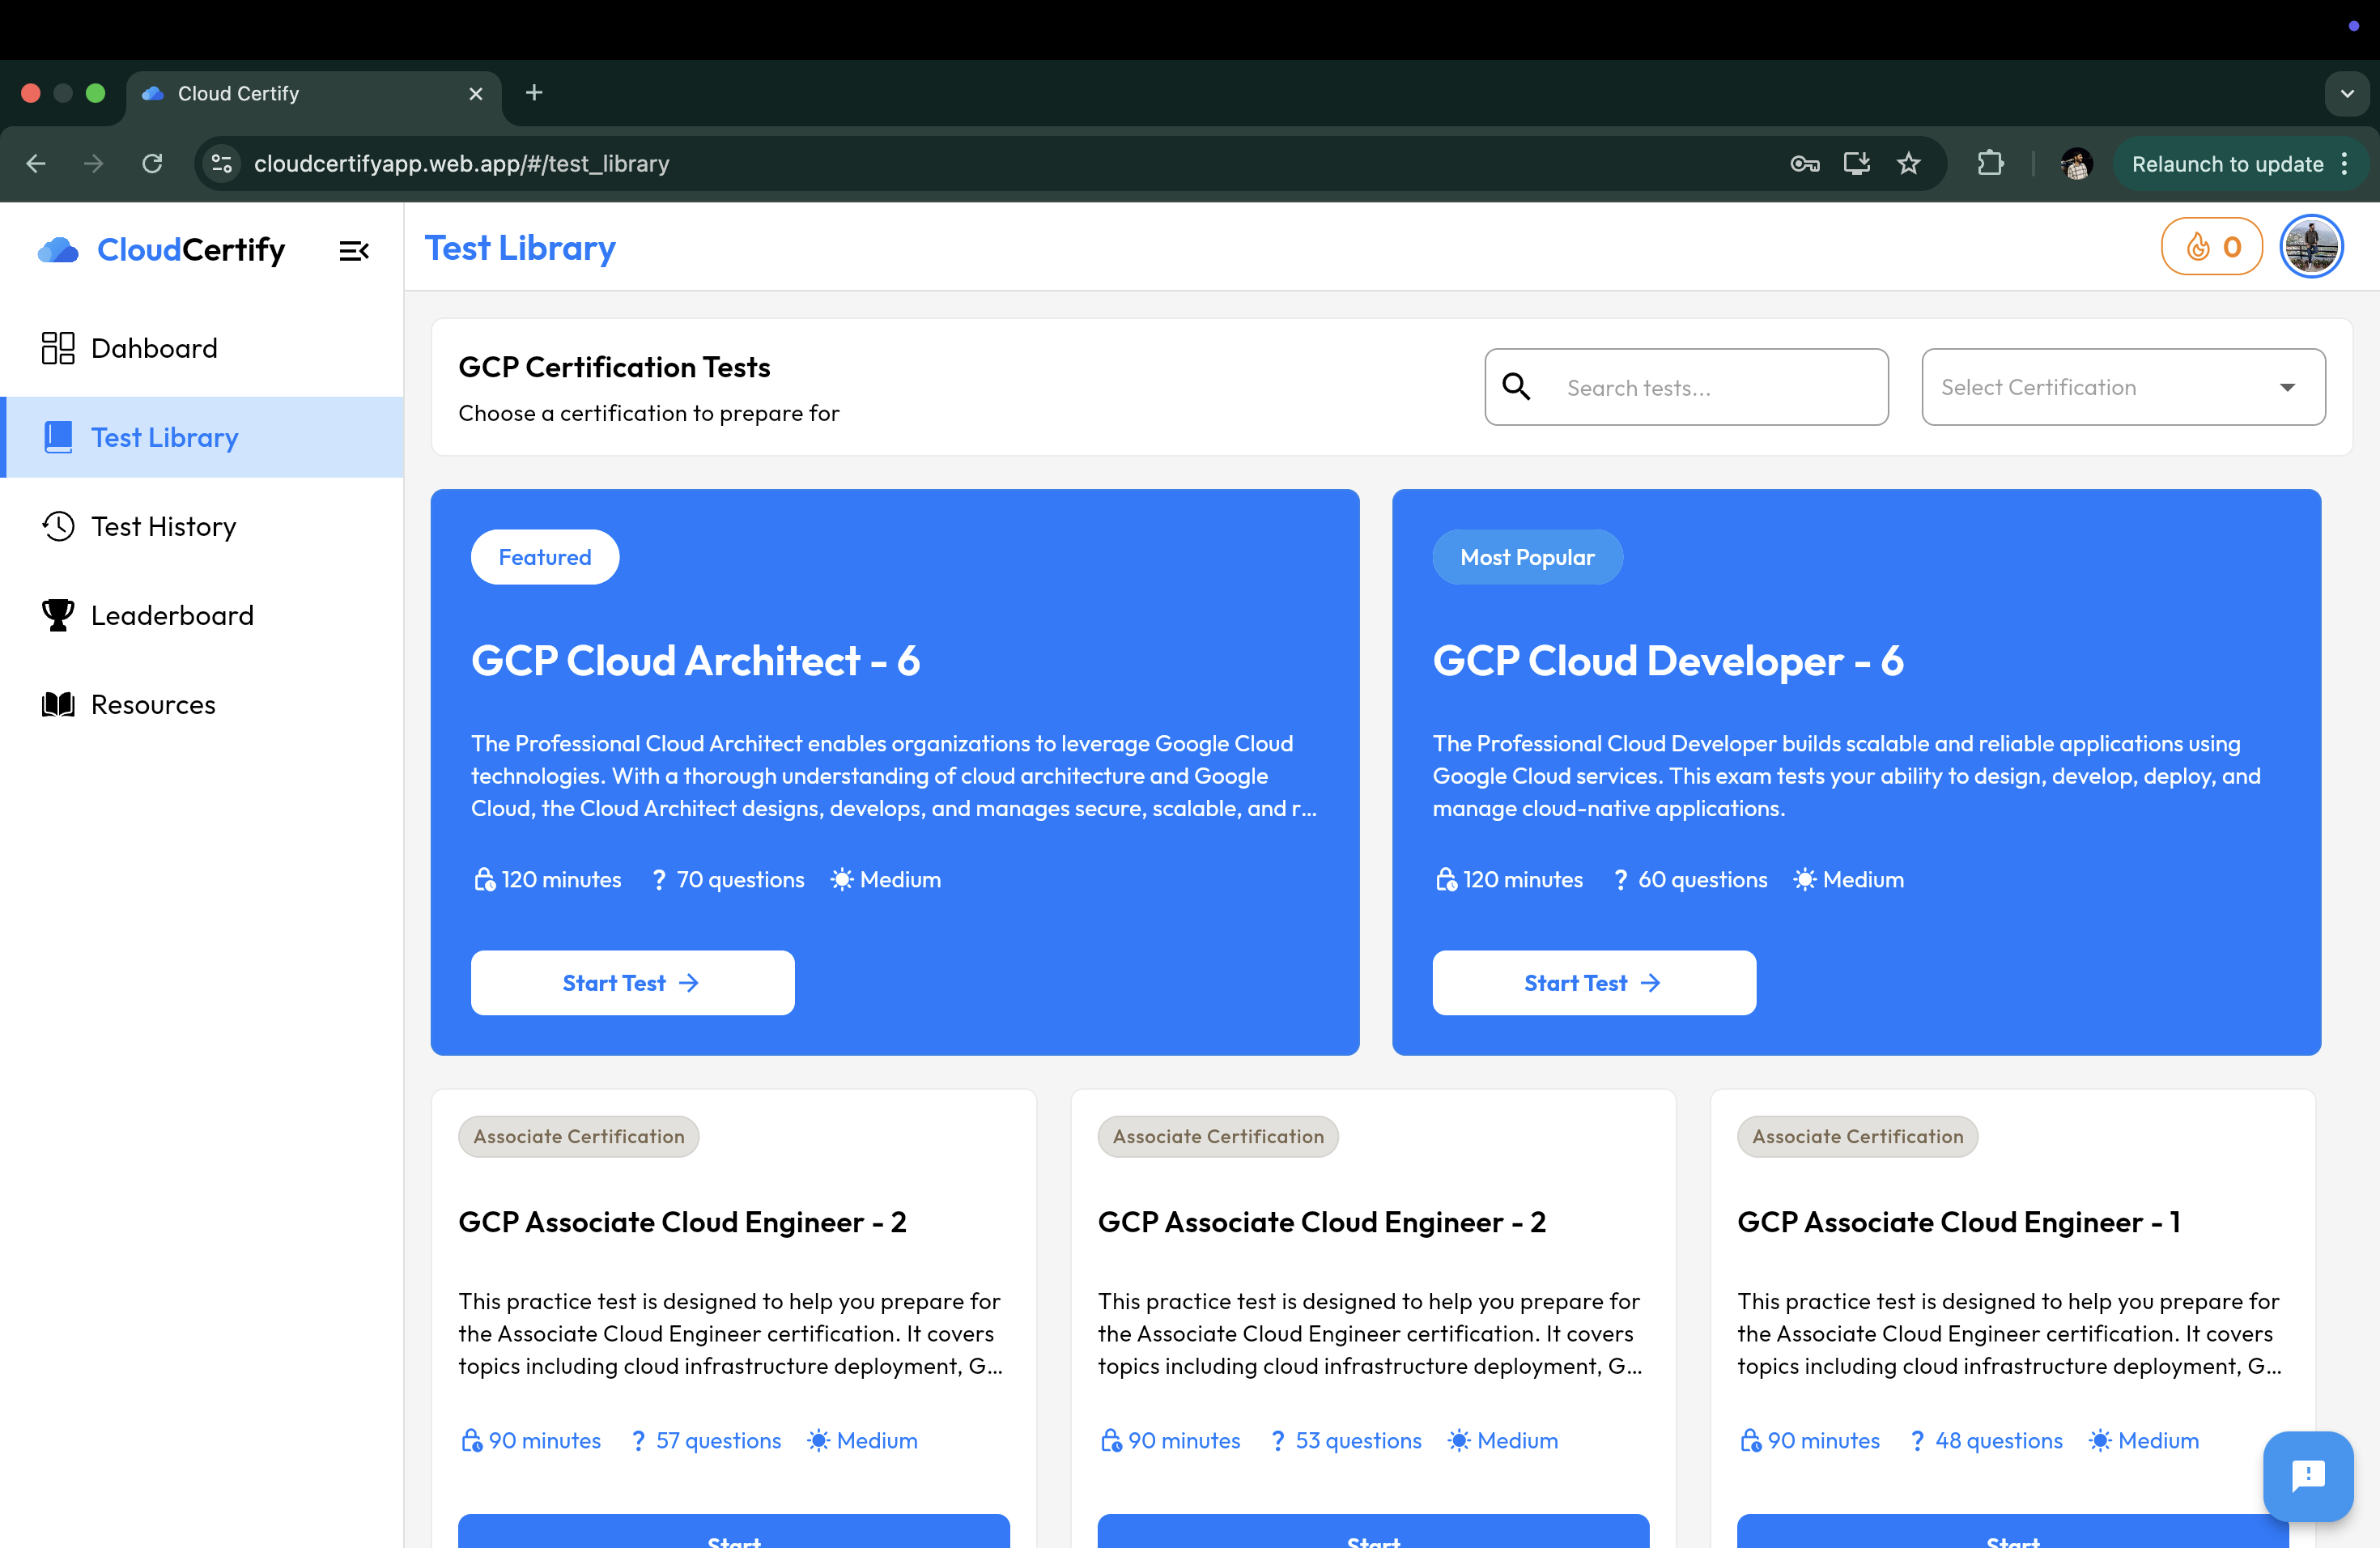 Cloud Certify
cloudcertifyapp.web.app/#/test_library
Relaunch to update
CloudCertify
Test Library
0
Dahboard
Test Library
Test History
Leaderboard
Resources
GCP Certification Tests
Choose a certification to prepare for
Search tests...
Select Certification
Featured
GCP Cloud Architect - 6
The Professional Cloud Architect enables organizations to leverage Google Cloud
technologies. With a thorough understanding of cloud architecture and Google
Cloud, the Cloud Architect designs, develops, and manages secure, scalable, and r...
120 minutes ? 70 questions Medium
Start Test →
Most Popular
GCP Cloud Developer - 6
The Professional Cloud Developer builds scalable and reliable applications using
Google Cloud services. This exam tests your ability to design, develop, deploy, and
manage cloud-native applications.
120 minutes ? 60 questions Medium
Start Test →
Associate Certification
GCP Associate Cloud Engineer - 2
This practice test is designed to help you prepare for
the Associate Cloud Engineer certification. It covers
topics including cloud infrastructure deployment, G...
90 minutes ? 57 questions Medium
Start
Associate Certification
GCP Associate Cloud Engineer - 2
This practice test is designed to help you prepare for
the Associate Cloud Engineer certification. It covers
topics including cloud infrastructure deployment, G...
90 minutes ? 53 questions Medium
Start
Associate Certification
GCP Associate Cloud Engineer - 1
This practice test is designed to help you prepare for
the Associate Cloud Engineer certification. It covers
topics including cloud infrastructure deployment, G...
90 minutes ? 48 questions Medium
Start